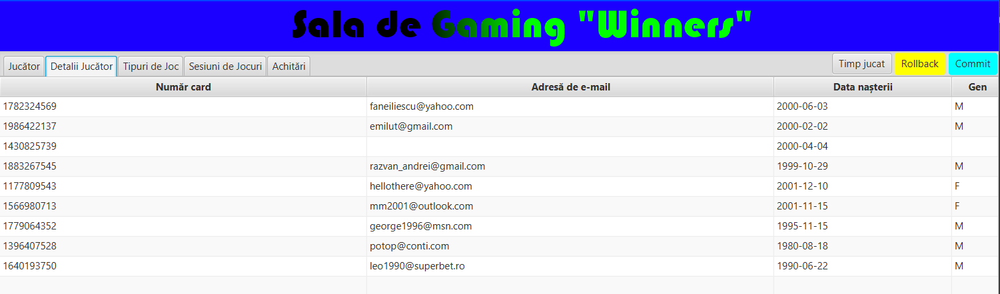 Sala de Gaming "Winners"
Jucător Detalii Jucător Tipuri de Joc Sesiuni de Jocuri Achitări Timp jucat Rollback Commit
Număr card Adresă de e-mail Data nașterii Gen
1782324569 faneiliescu@yahoo.com 2000-06-03 M
1986422137 emilut@gmail.com 2000-02-02 M
1430825739 2000-04-04
1883267545 razvan_andrei@gmail.com 1999-10-29 M
1177809543 hellothere@yahoo.com 2001-12-10 F
1566980713 mm2001@outlook.com 2001-11-15 F
1779064352 george1996@msn.com 1995-11-15 M
1396407528 potop@conti.com 1980-08-18 M
1640193750 leo1990@superbet.ro 1990-06-22 M